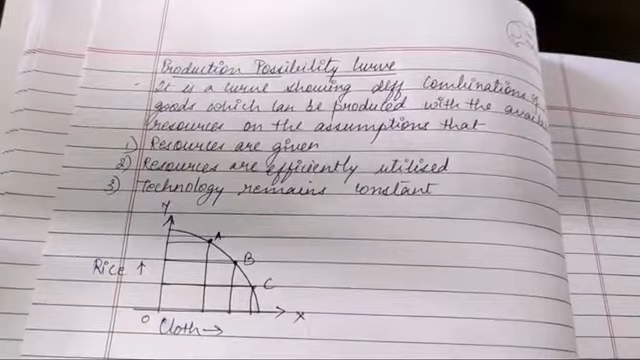 Production Possibility Curve
- It is a curve showing diff combinations of
goods which can be produced with the
resources on the assumptions that
1) Resources are given
2) Resources are efficiently utilised
3) Technology remains constant
Y
A
B
Rice ↑
C
O
Cloth →
X